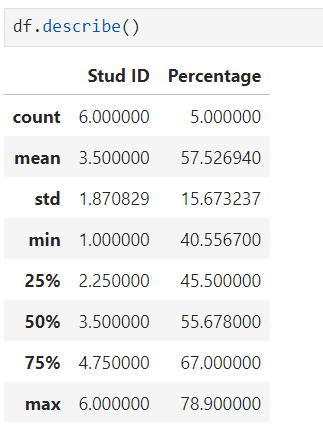 df.describe()
Stud ID Percentage
count 6.000000 5.000000
mean 3.500000 57.526940
std 1.870829 15.673237
min 1.000000 40.556700
25% 2.250000 45.500000
50% 3.500000 55.678000
75% 4.750000 67.000000
max 6.000000 78.900000